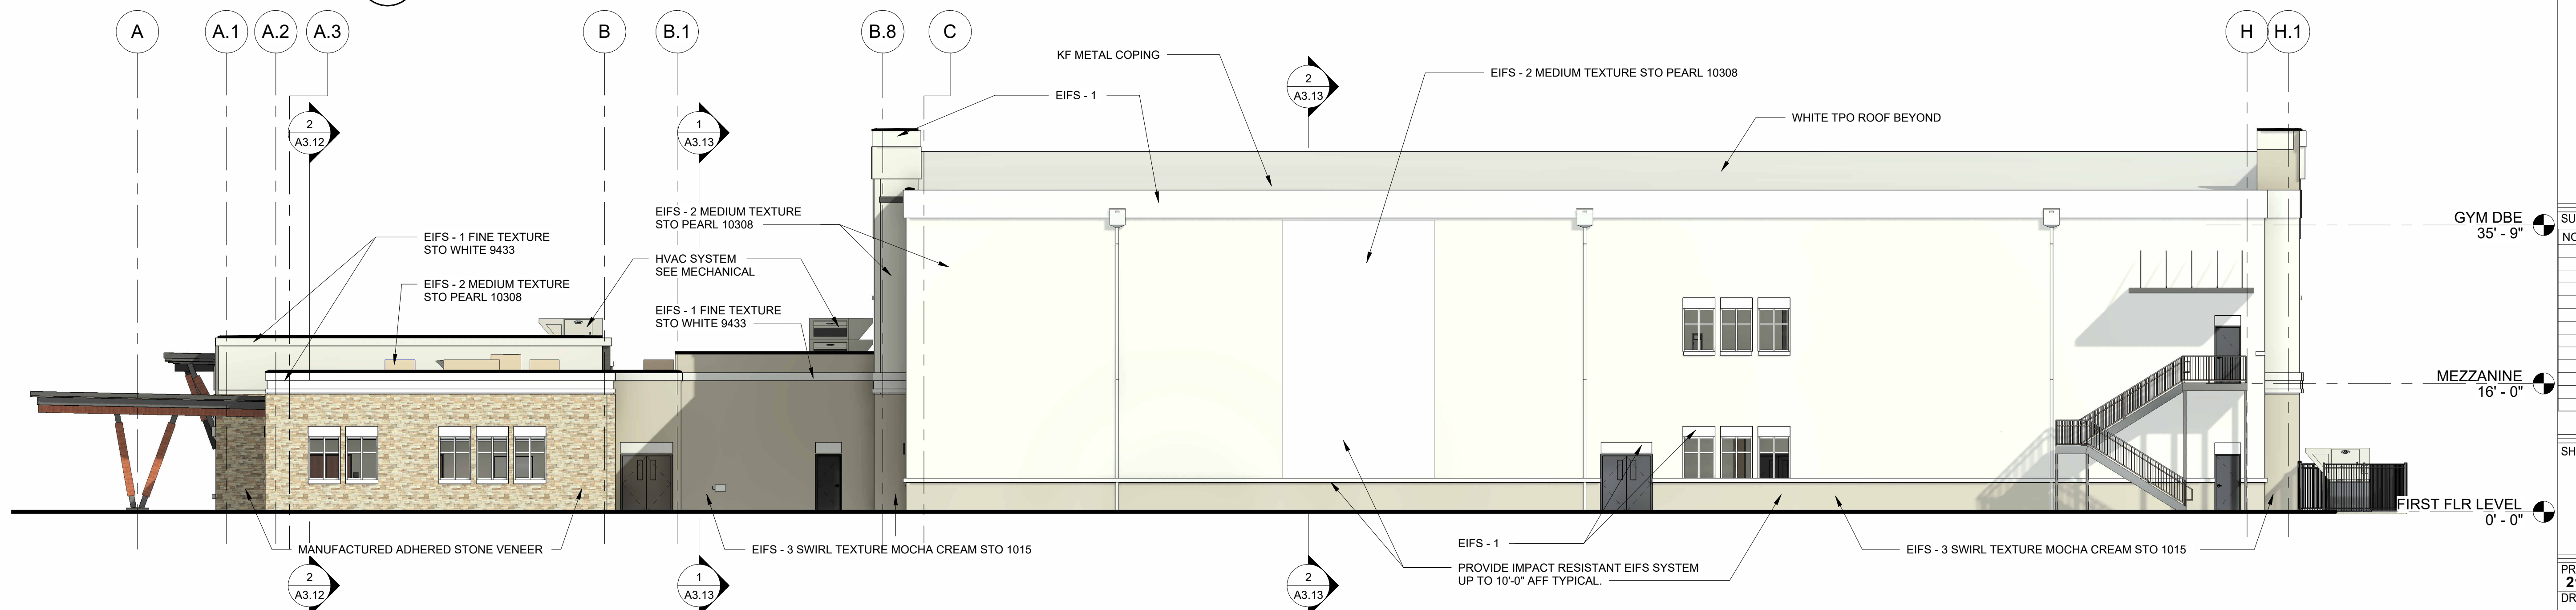 A
A.1
A.2
A.3
B
B.1
B.8
C
H
H.1
KF METAL COPING
EIFS - 2 MEDIUM TEXTURE STO PEARL 10308
2
A3.13
EIFS - 1
WHITE TPO ROOF BEYOND
2
A3.12
1
A3.13
EIFS - 2 MEDIUM TEXTURE
STO PEARL 10308
GYM DBE
35' - 9"
SU
NO
EIFS - 1 FINE TEXTURE
STO WHITE 9433
HVAC SYSTEM
SEE MECHANICAL
EIFS - 2 MEDIUM TEXTURE
STO PEARL 10308
EIFS - 1 FINE TEXTURE
STO WHITE 9433
MEZZANINE
16' - 0"
SH
FIRST FLR LEVEL
0' - 0"
MANUFACTURED ADHERED STONE VENEER
EIFS - 3 SWIRL TEXTURE MOCHA CREAM STO 1015
EIFS - 1
EIFS - 3 SWIRL TEXTURE MOCHA CREAM STO 1015
PROVIDE IMPACT RESISTANT EIFS SYSTEM
UP TO 10'-0" AFF TYPICAL.
2
A3.12
1
A3.13
2
A3.13
PR
2
DR